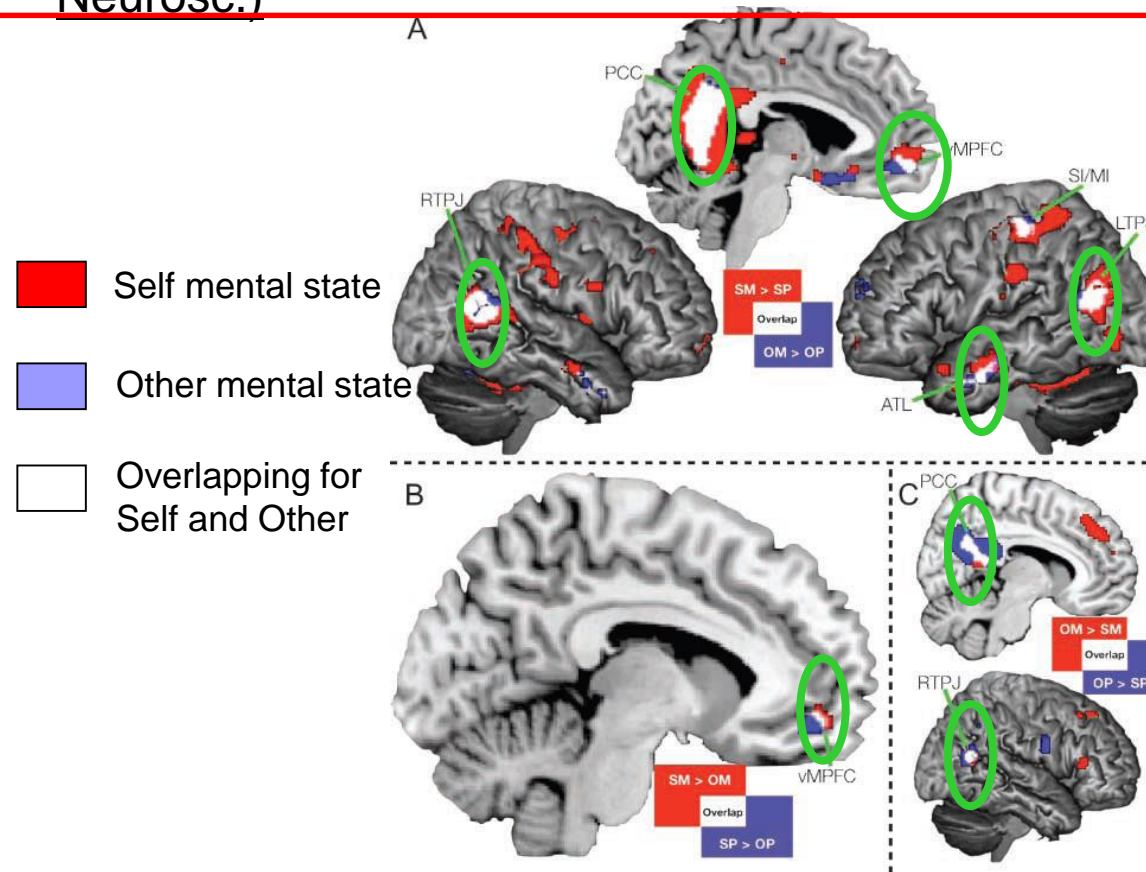 Neurosc.)
A
PCC
vMPFC
SI/MI
RTPJ
LTPJ
Self mental state
SM > SP
Overlap
OM > OP
Other mental state
ATL
Overlapping for
Self and Other
B
C
PCC
OM > SM
Overlap
OP > SP
RTPJ
vMPFC
SM > OM
Overlap
SP > OP